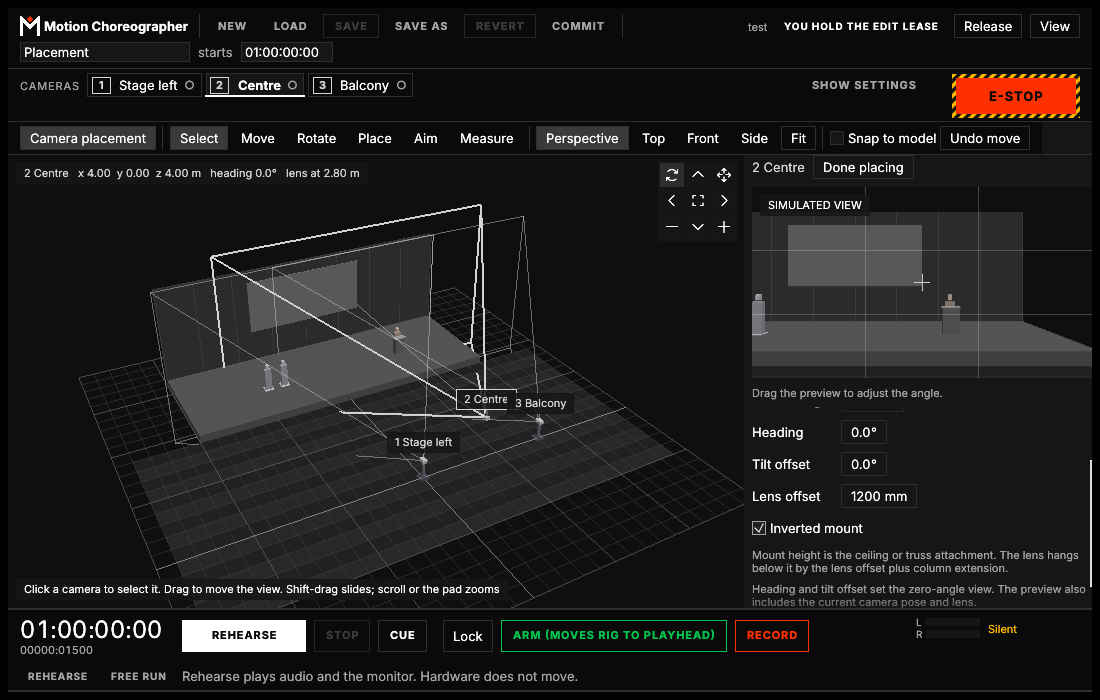 Motion Choreographer NEW LOAD SAVE SAVE AS REVERT COMMIT test YOU HOLD THE EDIT LEASE Release View
Placement starts 01:00:00:00
CAMERAS 1 Stage left 2 Centre 3 Balcony SHOW SETTINGS E-STOP
Camera placement Select Move Rotate Place Aim Measure Perspective Top Front Side Fit Snap to model Undo move
2 Centre x 4.00 y 0.00 z 4.00 m heading 0.0° lens at 2.80 m
2 Centre Done placing
SIMULATED VIEW
2 Centre
3 Balcony
1 Stage left
Drag the preview to adjust the angle.
Heading 0.0°
Tilt offset 0.0°
Lens offset 1200 mm
Inverted mount
Mount height is the ceiling or truss attachment. The lens hangs
below it by the lens offset plus column extension.
Heading and tilt offset set the zero-angle view. The preview also
includes the current camera pose and lens.
Click a camera to select it. Drag to move the view. Shift-drag slides; scroll or the pad zooms
01:00:00:00
00000:01500
REHEARSE STOP CUE Lock ARM (MOVES RIG TO PLAYHEAD) RECORD
L
R
Silent
REHEARSE FREE RUN Rehearse plays audio and the monitor. Hardware does not move.